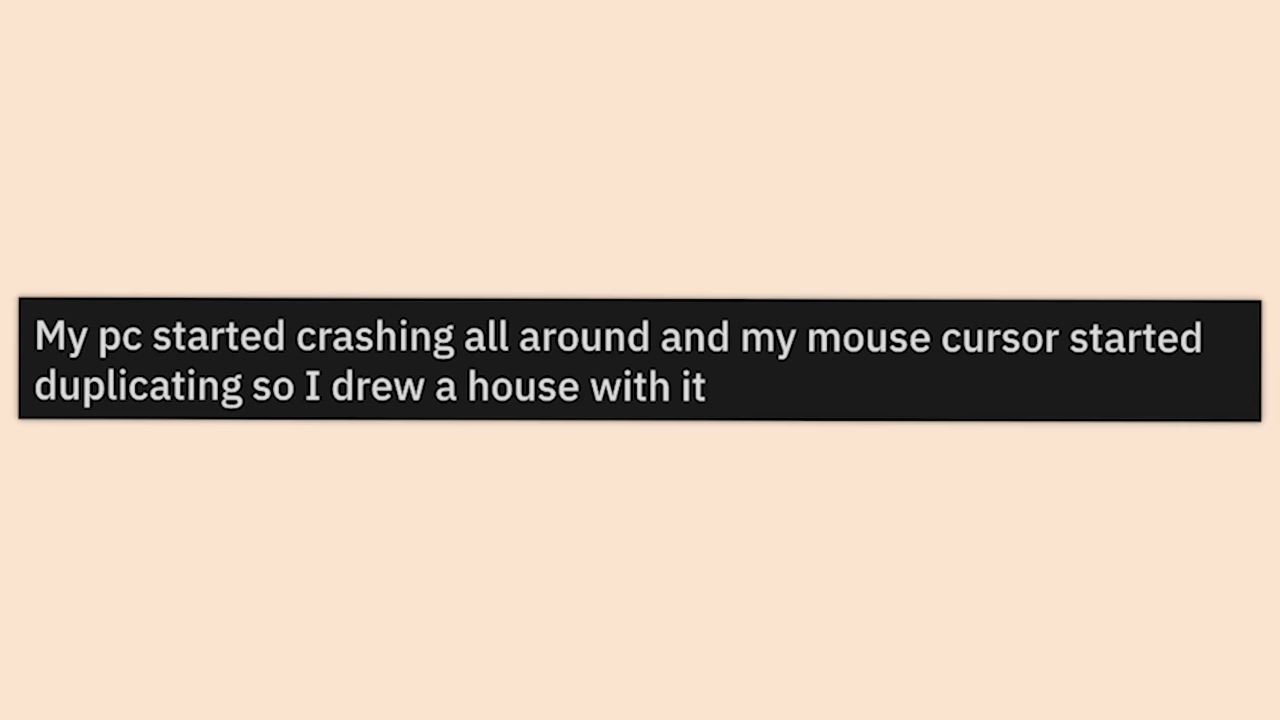 My pc started crashing all around and my mouse cursor started
duplicating so I drew a house with it